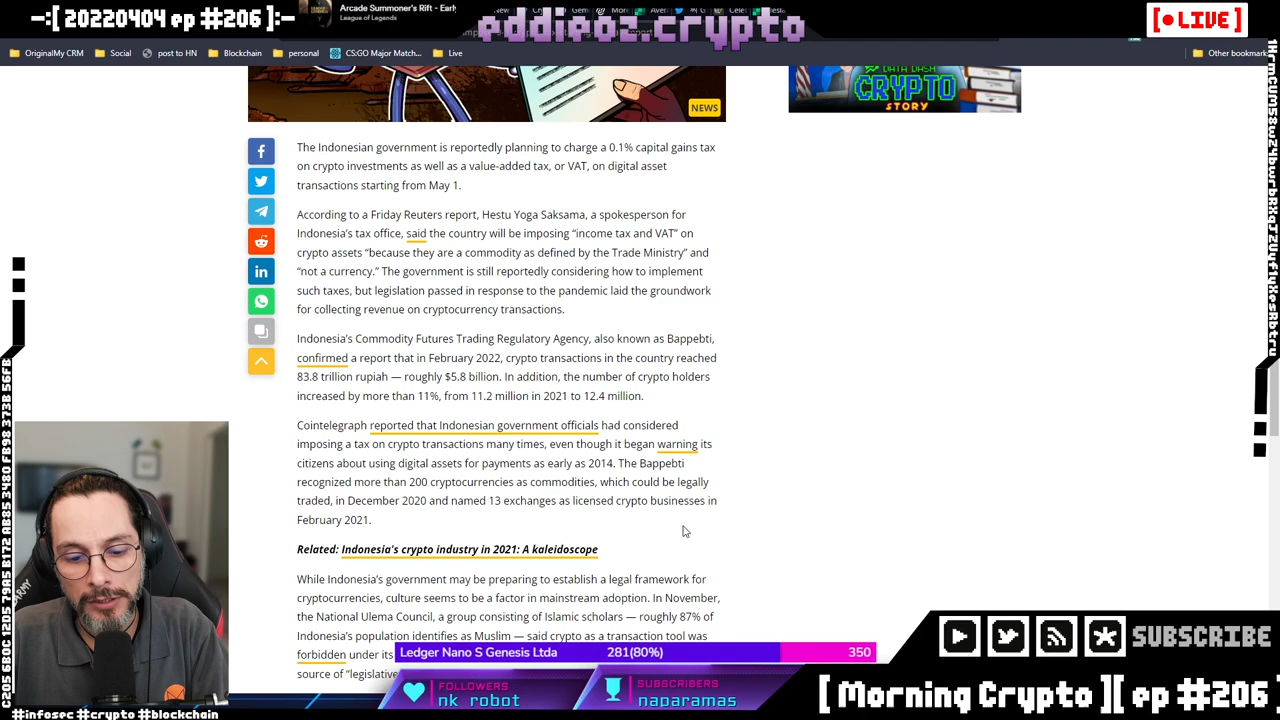 -:[ 20220404 ep #206 ]:-
Arcade Summoner's Rift - Early
League of Legends
eddieoz.crypto
[ LIVE ]
OriginalMy CRM
Social
post to HN
Blockchain
personal
CS:GO Major Match...
Live
Other bookmark
DATA DASH
CRYPTO
STORY
NEWS
The Indonesian government is reportedly planning to charge a 0.1% capital gains tax
on crypto investments as well as a value-added tax, or VAT, on digital asset
transactions starting from May 1.
According to a Friday Reuters report, Hestu Yoga Saksama, a spokesperson for
Indonesia's tax office, said the country will be imposing “income tax and VAT” on
crypto assets “because they are a commodity as defined by the Trade Ministry” and
“not a currency.” The government is still reportedly considering how to implement
such taxes, but legislation passed in response to the pandemic laid the groundwork
for collecting revenue on cryptocurrency transactions.
Indonesia's Commodity Futures Trading Regulatory Agency, also known as Bappebti,
confirmed a report that in February 2022, crypto transactions in the country reached
83.8 trillion rupiah — roughly $5.8 billion. In addition, the number of crypto holders
increased by more than 11%, from 11.2 million in 2021 to 12.4 million.
Cointelegraph reported that Indonesian government officials had considered
imposing a tax on crypto transactions many times, even though it began warning its
citizens about using digital assets for payments as early as 2014. The Bappebti
recognized more than 200 cryptocurrencies as commodities, which could be legally
traded, in December 2020 and named 13 exchanges as licensed crypto businesses in
February 2021.
Related: Indonesia's crypto industry in 2021: A kaleidoscope
While Indonesia's government may be preparing to establish a legal framework for
cryptocurrencies, culture seems to be a factor in mainstream adoption. In November,
the National Ulema Council, a group consisting of Islamic scholars — roughly 87% of
Indonesia's population identifies as Muslim — said crypto as a transaction tool was
forbidden under its
source of “legislative
Ledger Nano S Genesis Ltda
281(80%)
350
FOLLOWERS
nk_robot
SUBSCRIBERS
naparamas
SUBSCRIBE
[ Morning Crypto ][ ep #206 ]
#infosec #crypto #blockchain